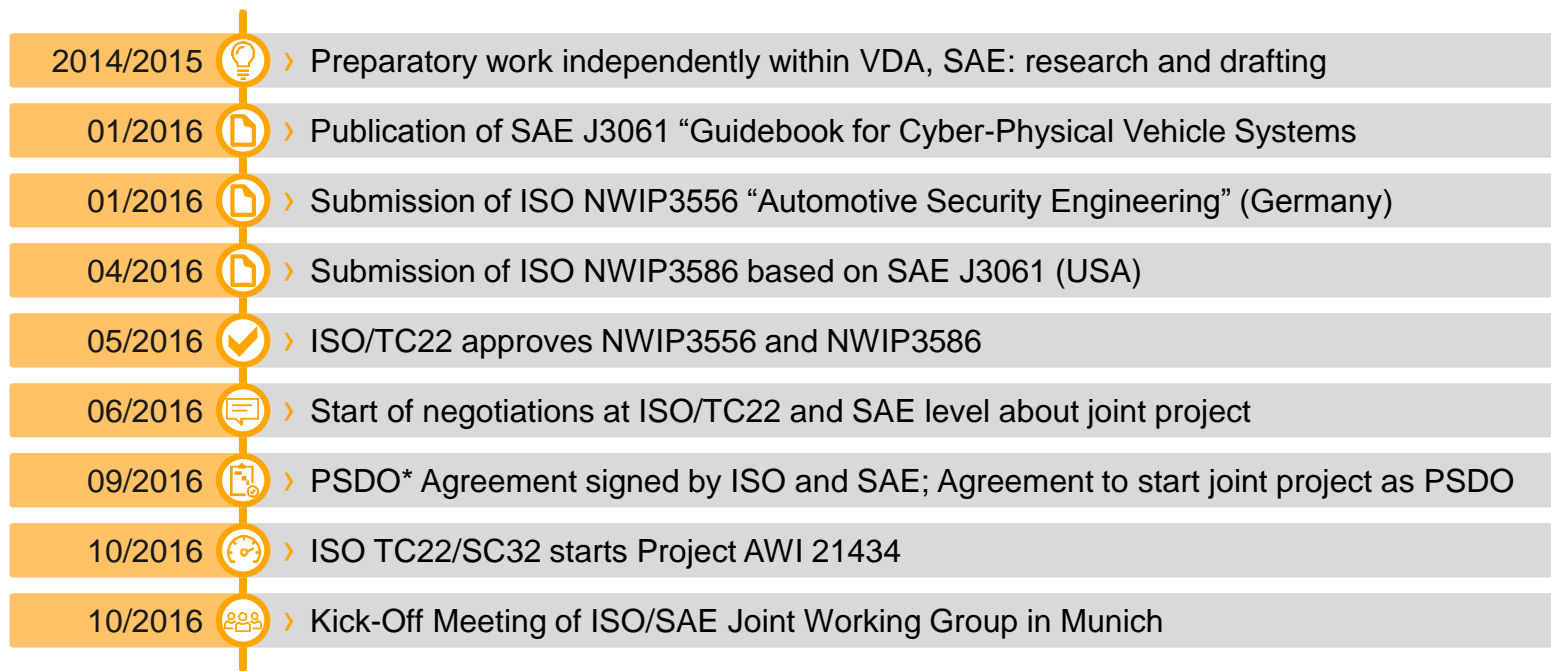 2014/2015 › Preparatory work independently within VDA, SAE: research and drafting
01/2016 › Publication of SAE J3061 “Guidebook for Cyber-Physical Vehicle Systems
01/2016 › Submission of ISO NWIP3556 “Automotive Security Engineering” (Germany)
04/2016 › Submission of ISO NWIP3586 based on SAE J3061 (USA)
05/2016 › ISO/TC22 approves NWIP3556 and NWIP3586
06/2016 › Start of negotiations at ISO/TC22 and SAE level about joint project
09/2016 › PSDO* Agreement signed by ISO and SAE; Agreement to start joint project as PSDO
10/2016 › ISO TC22/SC32 starts Project AWI 21434
10/2016 › Kick-Off Meeting of ISO/SAE Joint Working Group in Munich